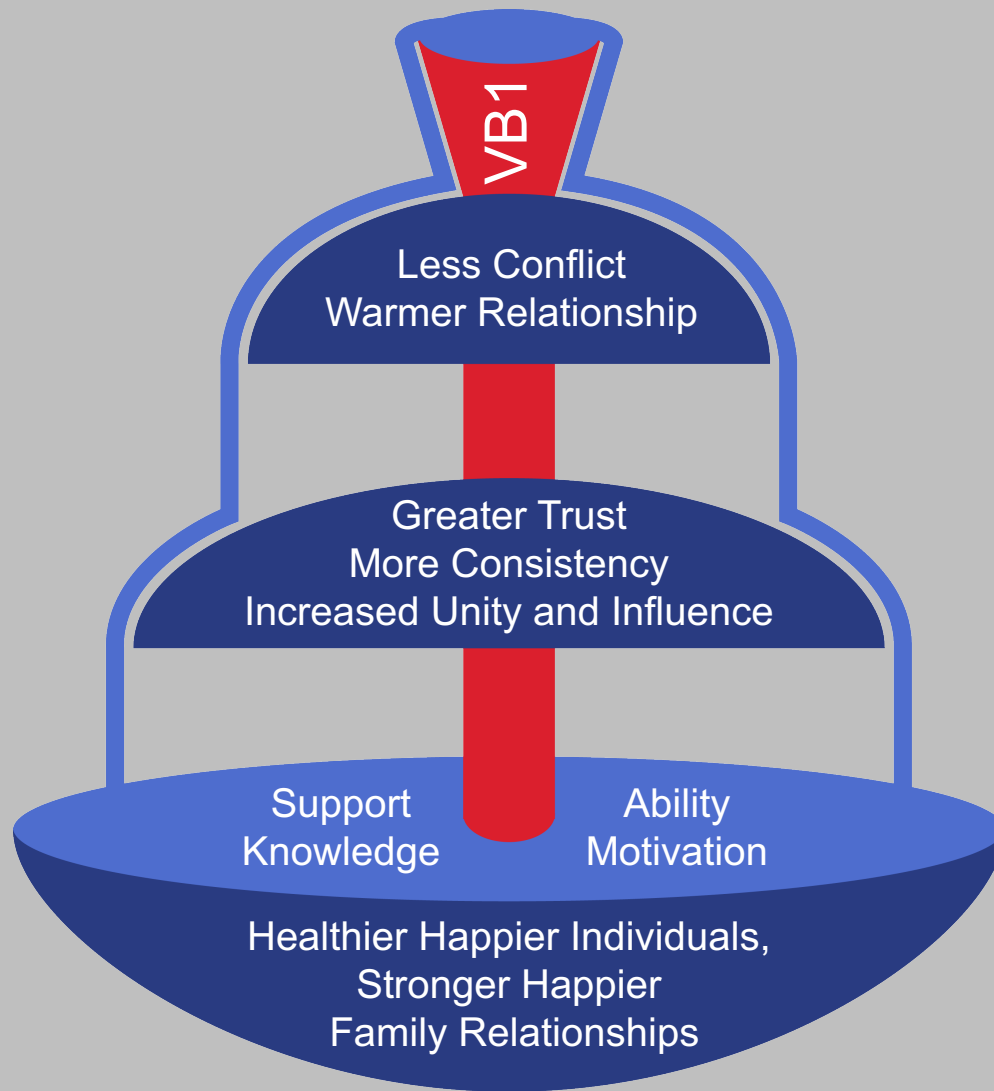 VB1
Less Conflict
Warmer Relationship
Greater Trust
More Consistency
Increased Unity and Influence
Support
Knowledge
Ability
Motivation
Healthier Happier Individuals,
Stronger Happier
Family Relationships